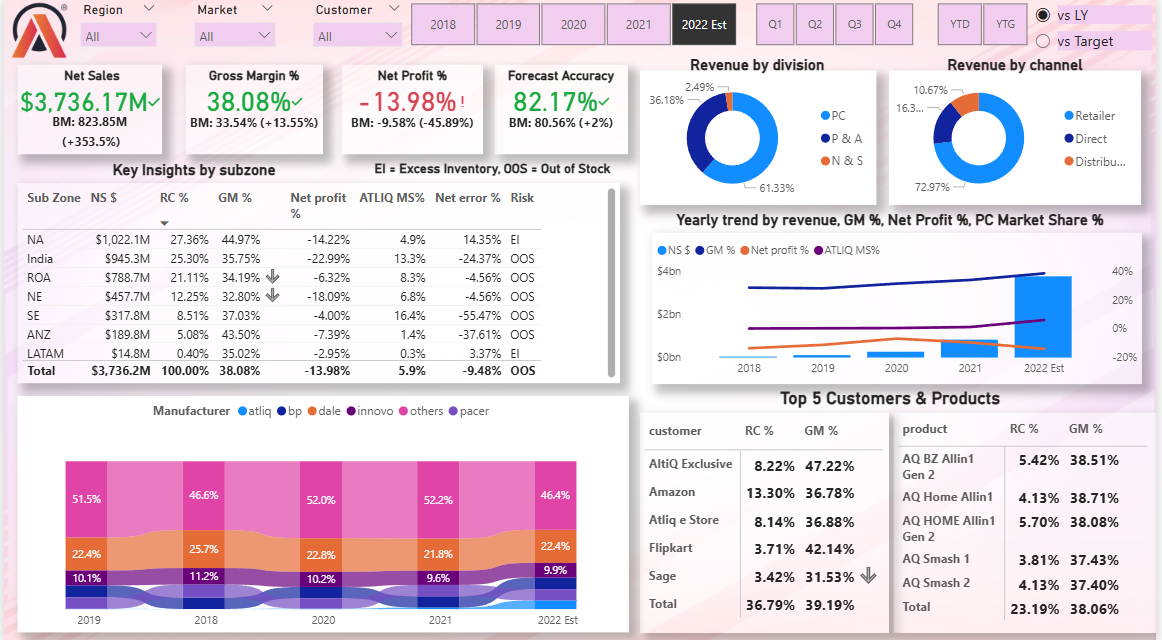 Region Market Customer
All All All
2018 2019 2020 2021 2022 Est Q1 Q2 Q3 Q4 YTD YTG
vs LY
vs Target
Net Sales
$3,736.17M
BM: 823.85M
(+353.5%)
Gross Margin %
38.08%
BM: 33.54% (+13.55%)
Net Profit %
-13.98% !
BM: -9.58% (-45.89%)
Forecast Accuracy
82.17%
BM: 80.56% (+2%)
Revenue by division
2.49%
36.18%
61.33%
PC
P & A
N & S
Revenue by channel
10.67%
16.3...
72.97%
Retailer
Direct
Distribu...
Key Insights by subzone
EI = Excess Inventory, OOS = Out of Stock
Sub Zone NS $ RC % GM % Net profit % ATLIQ MS% Net error % Risk
NA $1,022.1M 27.36% 44.97% -14.22% 4.9% 14.35% EI
India $945.3M 25.30% 35.75% -22.99% 13.3% -24.37% OOS
ROA $788.7M 21.11% 34.19% -6.32% 8.3% -4.56% OOS
NE $457.7M 12.25% 32.80% -18.09% 6.8% -4.56% OOS
SE $317.8M 8.51% 37.03% -4.00% 16.4% -55.47% OOS
ANZ $189.8M 5.08% 43.50% -7.39% 1.4% -37.61% OOS
LATAM $14.8M 0.40% 35.02% -2.95% 0.3% 3.37% EI
Total $3,736.2M 100.00% 38.08% -13.98% 5.9% -9.48% OOS
Yearly trend by revenue, GM %, Net Profit %, PC Market Share %
NS $ GM % Net profit % ATLIQ MS%
$4bn 40%
20%
$2bn 0%
$0bn -20%
2018 2019 2020 2021 2022 Est
Manufacturer atliq bp dale innovo others pacer
51.5% 46.6% 52.0% 52.2% 46.4%
22.4% 25.7% 22.8% 21.8% 22.4%
10.1% 11.2% 10.2% 9.6% 9.9%
2019 2018 2020 2021 2022 Est
Top 5 Customers & Products
customer RC % GM %
AltiQ Exclusive 8.22% 47.22%
Amazon 13.30% 36.78%
Atliq e Store 8.14% 36.88%
Flipkart 3.71% 42.14%
Sage 3.42% 31.53%
Total 36.79% 39.19%
product RC % GM %
AQ BZ Allin1 5.42% 38.51%
Gen 2
AQ Home Allin1 4.13% 38.71%
AQ HOME Allin1 5.70% 38.08%
Gen 2
AQ Smash 1 3.81% 37.43%
AQ Smash 2 4.13% 37.40%
Total 23.19% 38.06%